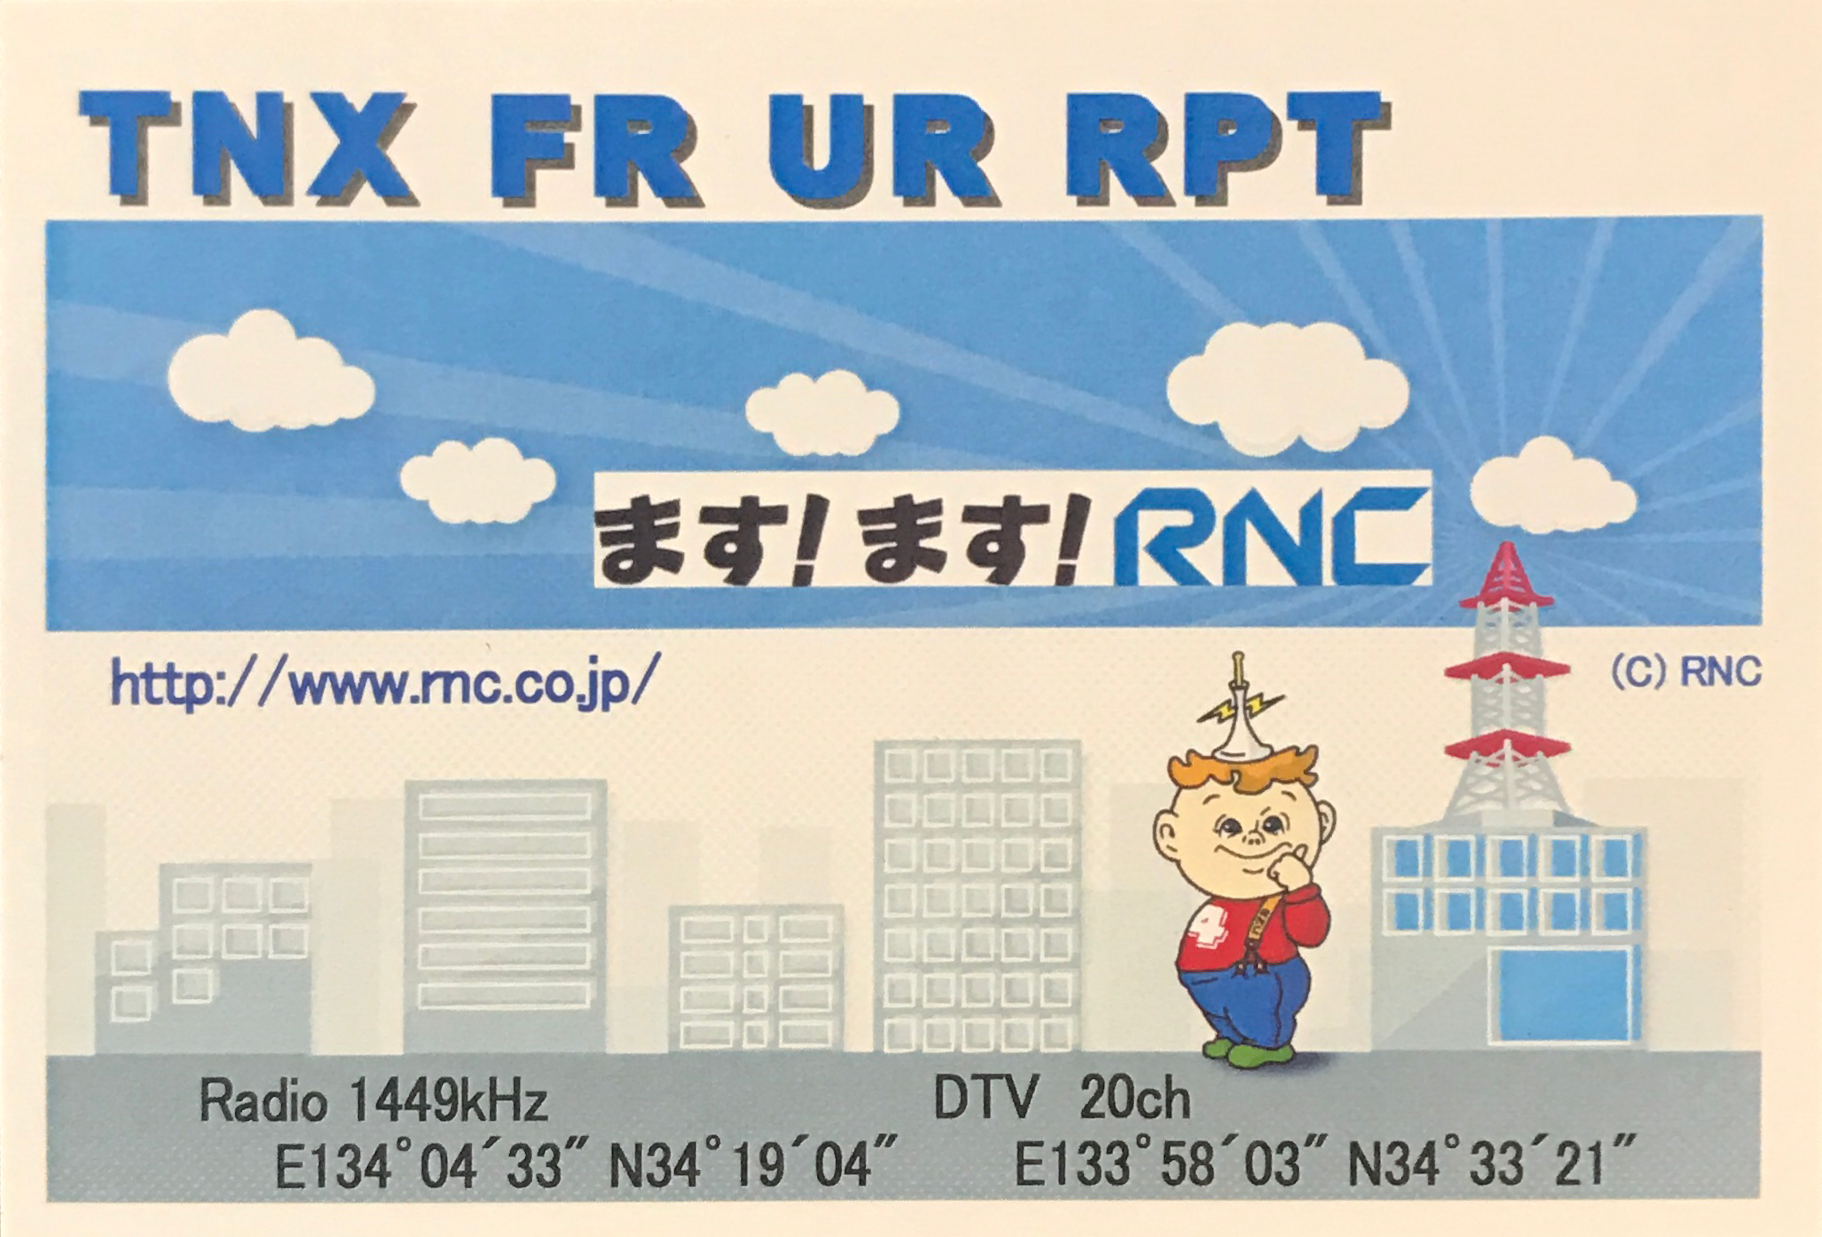 TNX FR UR RPT
ます!ます!RNC
http://www.rnc.co.jp/
(C) RNC
4
Radio 1449kHz
DTV 20ch
E134°04′33″ N34°19′04″
E133°58′03″ N34°33′21″